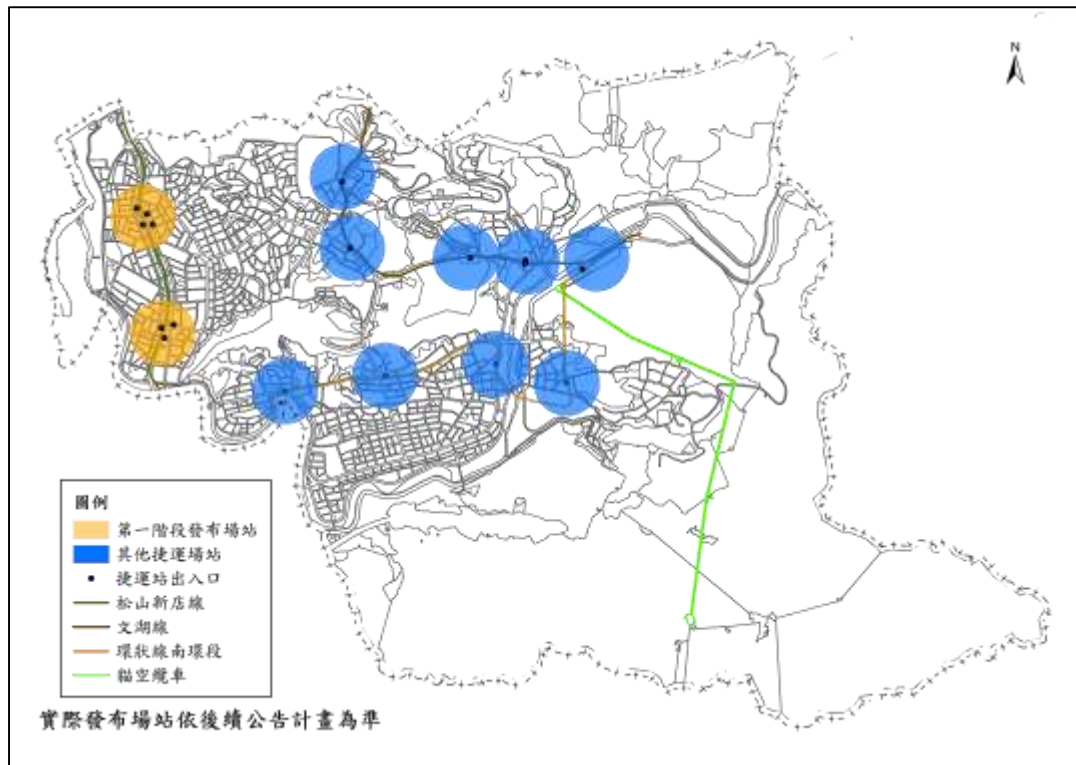 N
圖例
第一階段發布場站
其他捷運場站
捷運站出入口
松山新店線
文湖線
環狀線南環段
貓空纜車
實際發布場站依後續公告計畫為準